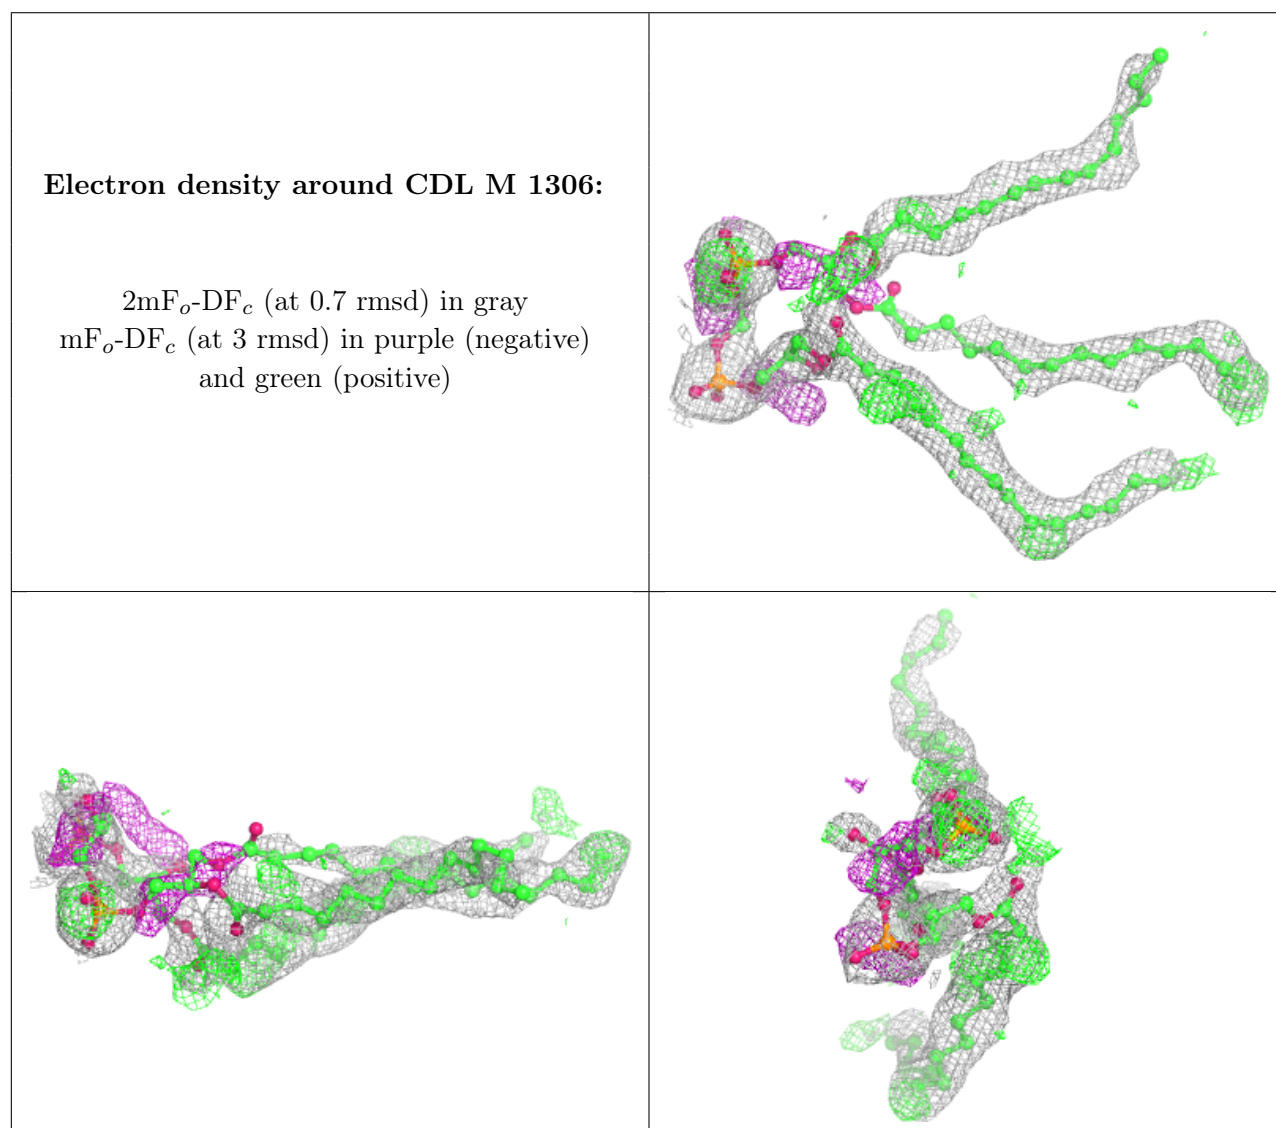 Electron density around CDL M 1306:
2mFₒ-DF𝒸 (at 0.7 rmsd) in gray
mFₒ-DF𝒸 (at 3 rmsd) in purple (negative)
and green (positive)